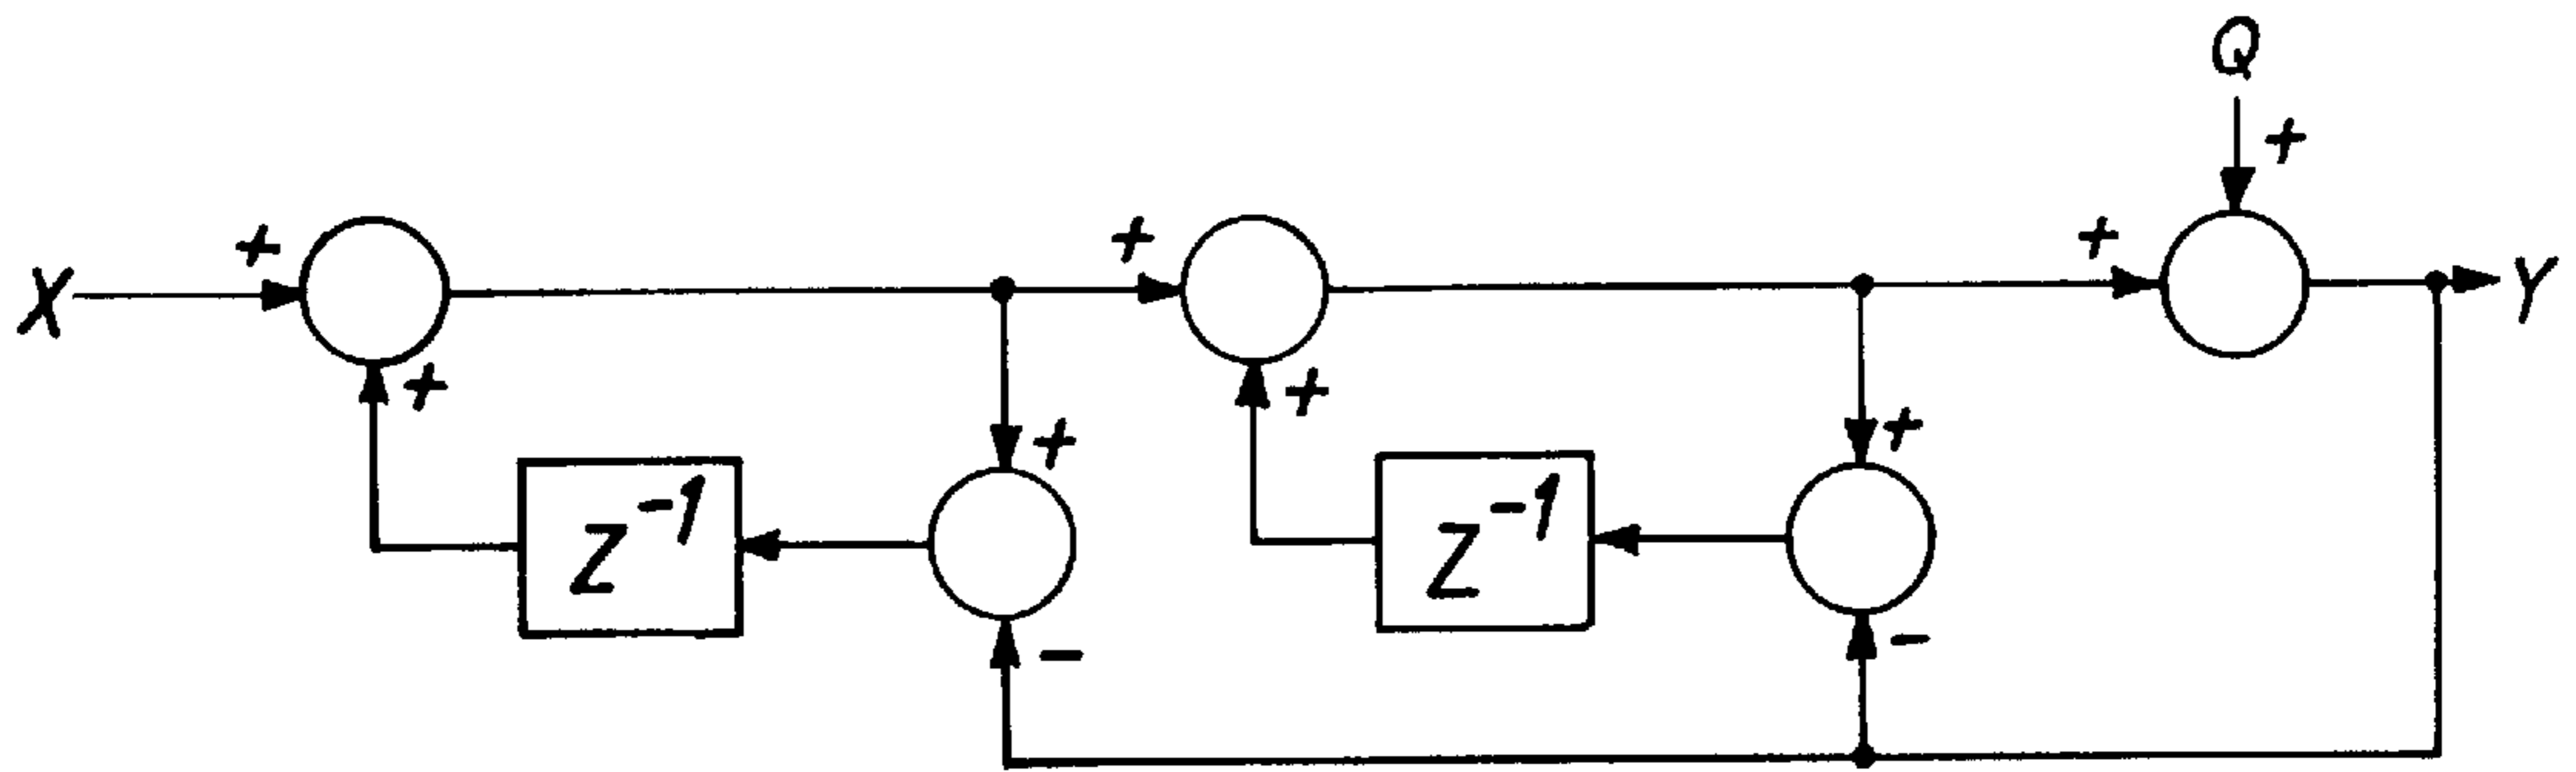 Q
+
+ + +
X Y
+ +
+ +
z⁻¹ z⁻¹
- -